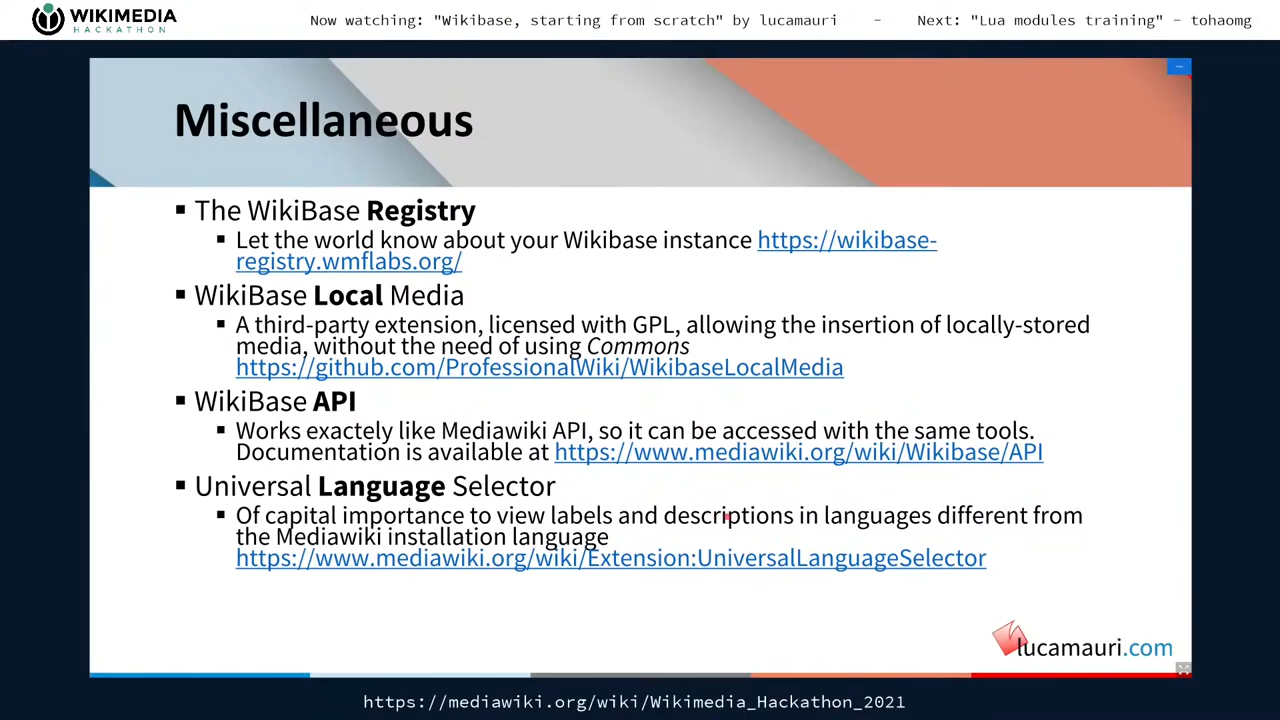 WIKIMEDIA
HACKATHON
Now watching: "Wikibase, starting from scratch" by lucamauri - Next: "Lua modules training" - tohaomg
Miscellaneous
The WikiBase Registry
Let the world know about your Wikibase instance https://wikibase-
registry.wmflabs.org/
WikiBase Local Media
A third-party extension, licensed with GPL, allowing the insertion of locally-stored
media, without the need of using Commons
https://github.com/ProfessionalWiki/WikibaseLocalMedia
WikiBase API
Works exactely like Mediawiki API, so it can be accessed with the same tools.
Documentation is available at https://www.mediawiki.org/wiki/Wikibase/API
Universal Language Selector
Of capital importance to view labels and descriptions in languages different from
the Mediawiki installation language
https://www.mediawiki.org/wiki/Extension:UniversalLanguageSelector
lucamauri.com
https://mediawiki.org/wiki/Wikimedia_Hackathon_2021